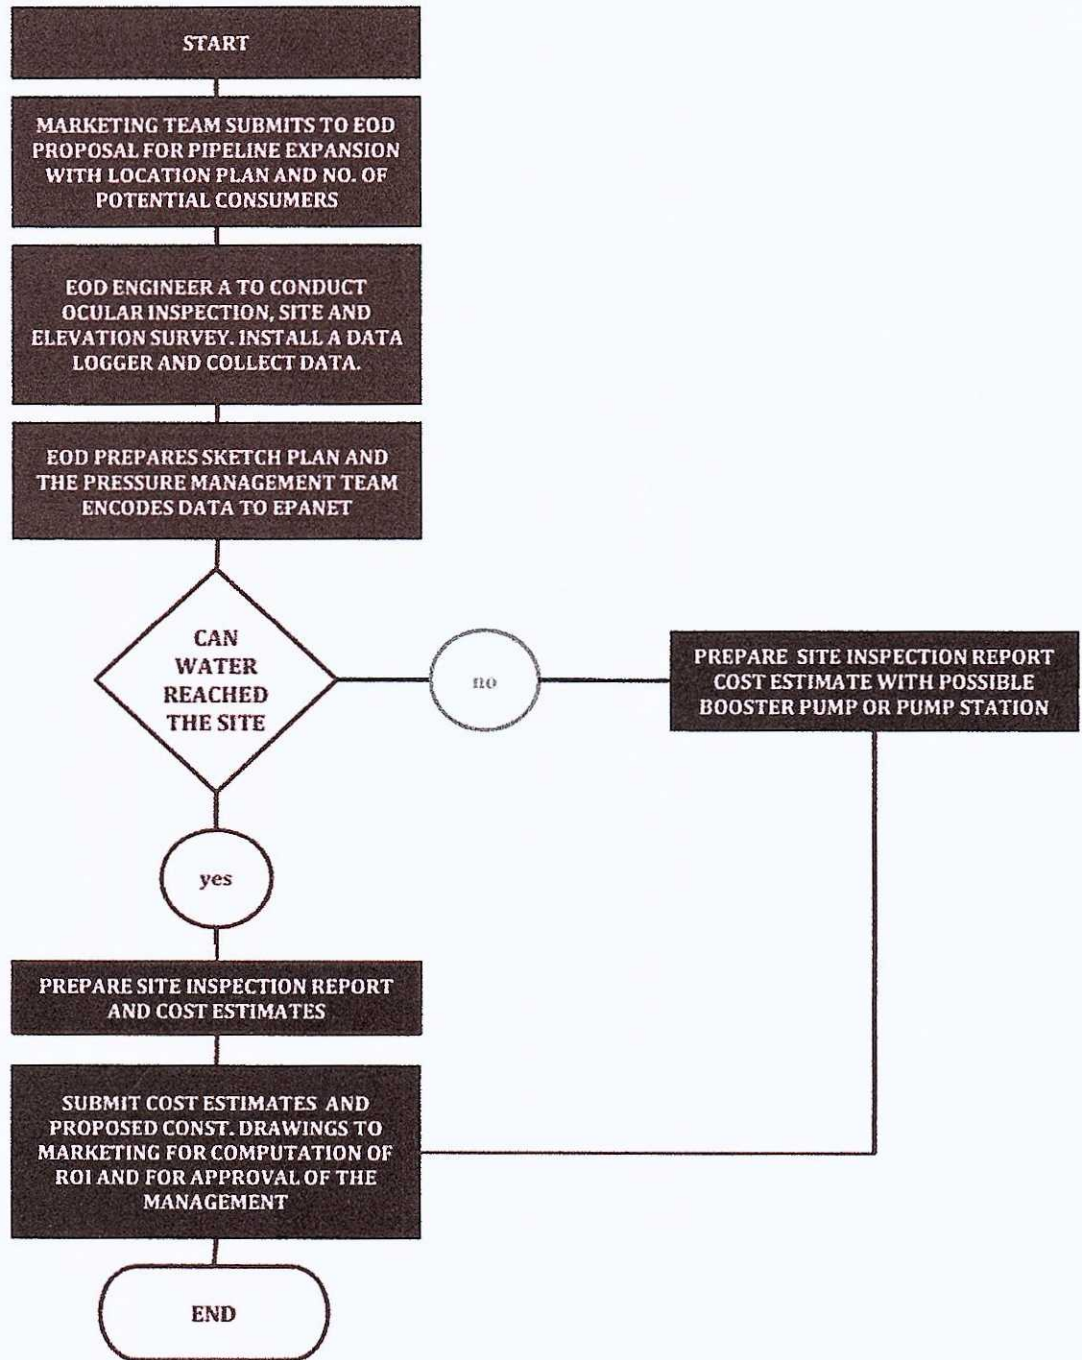 START
MARKETING TEAM SUBMITS TO EOD
PROPOSAL FOR PIPELINE EXPANSION
WITH LOCATION PLAN AND NO. OF
POTENTIAL CONSUMERS
EOD ENGINEER A TO CONDUCT
OCULAR INSPECTION, SITE AND
ELEVATION SURVEY. INSTALL A DATA
LOGGER AND COLLECT DATA.
EOD PREPARES SKETCH PLAN AND
THE PRESSURE MANAGEMENT TEAM
ENCODES DATA TO EPANET
CAN
WATER
REACHED
THE SITE
no
PREPARE SITE INSPECTION REPORT
COST ESTIMATE WITH POSSIBLE
BOOSTER PUMP OR PUMP STATION
yes
PREPARE SITE INSPECTION REPORT
AND COST ESTIMATES
SUBMIT COST ESTIMATES AND
PROPOSED CONST. DRAWINGS TO
MARKETING FOR COMPUTATION OF
ROI AND FOR APPROVAL OF THE
MANAGEMENT
END